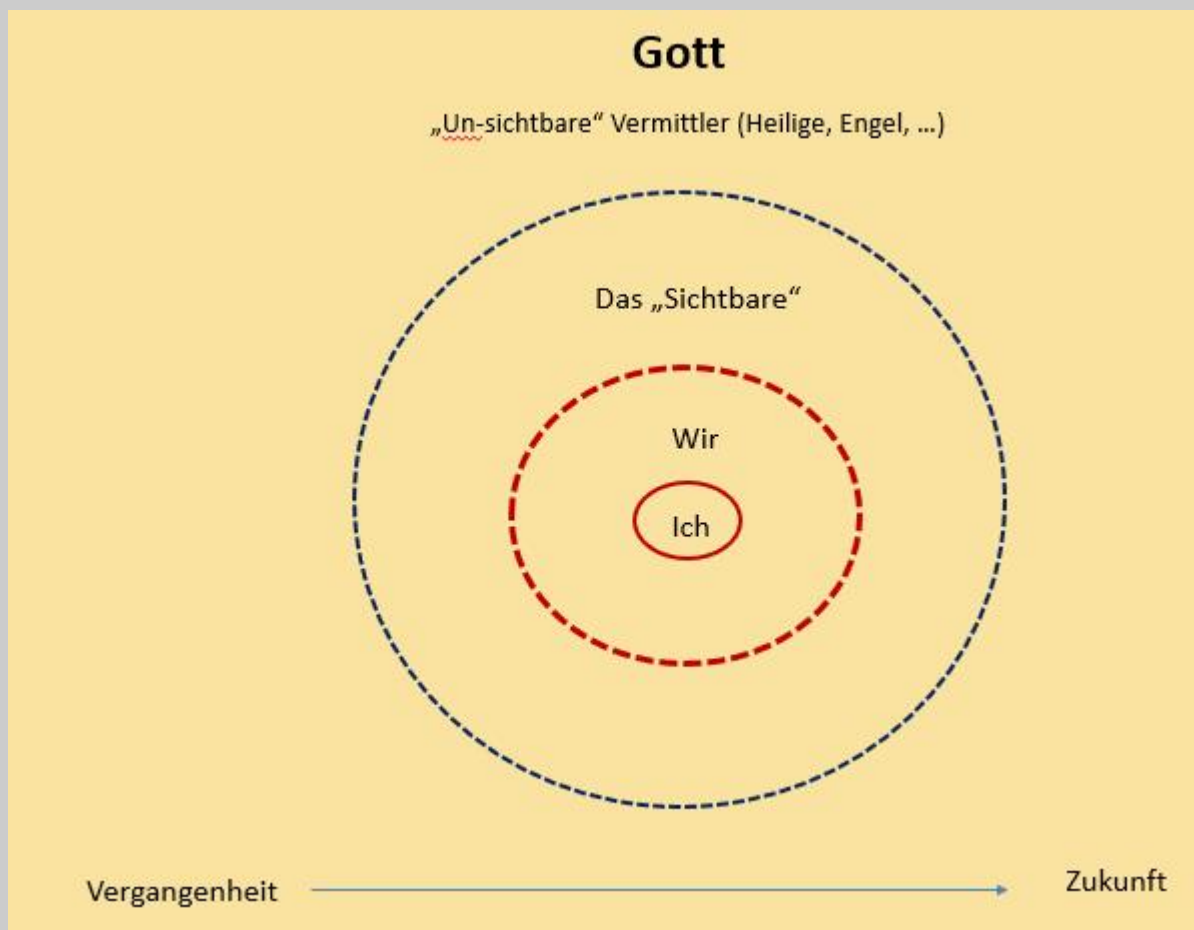 Gott
„Un-sichtbare“ Vermittler (Heilige, Engel, ...)
Das „Sichtbare“
Wir
Ich
Vergangenheit
Zukunft